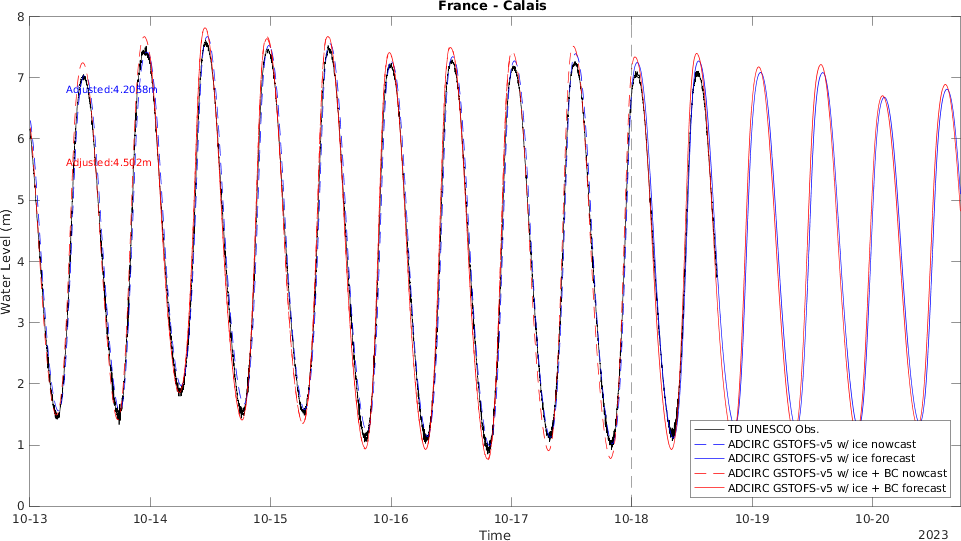 France - Calais
8
7
6
5
4
3
2
1
0
Water Level (m)
Adjusted:4.2058m
Adjusted:4.502m
TD UNESCO Obs.
ADCIRC GSTOFS-v5 w/ ice nowcast
ADCIRC GSTOFS-v5 w/ ice forecast
ADCIRC GSTOFS-v5 w/ ice + BC nowcast
ADCIRC GSTOFS-v5 w/ ice + BC forecast
10-13 10-14 10-15 10-16 10-17 10-18 10-19 10-20
Time
2023